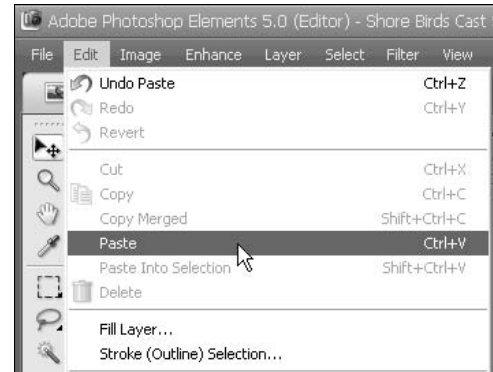 Adobe Photoshop Elements 5.0 (Editor) - Shore Birds Cast
File Edit Image Enhance Layer Select Filter View
Undo Paste Ctrl+Z
Redo Ctrl+Y
Revert
Cut Ctrl+X
Copy Ctrl+C
Copy Merged Shift+Ctrl+C
Paste Ctrl+V
Paste Into Selection Shift+Ctrl+V
Delete
Fill Layer...
Stroke (Outline) Selection...